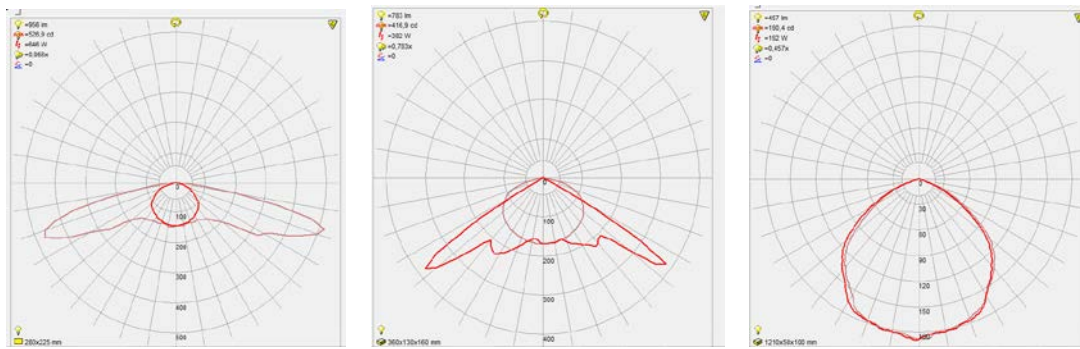 =956 lm
=526,9 cd
=646 W
=0,968x
=0
0
100
200
300
400
500
280x225 mm
=783 lm
=416,9 cd
=382 W
=0,783x
=0
0
100
200
300
400
360x130x160 mm
=457 lm
=190,4 cd
=192 W
=0,457x
=0
0
30
60
90
120
150
180
1210x58x100 mm